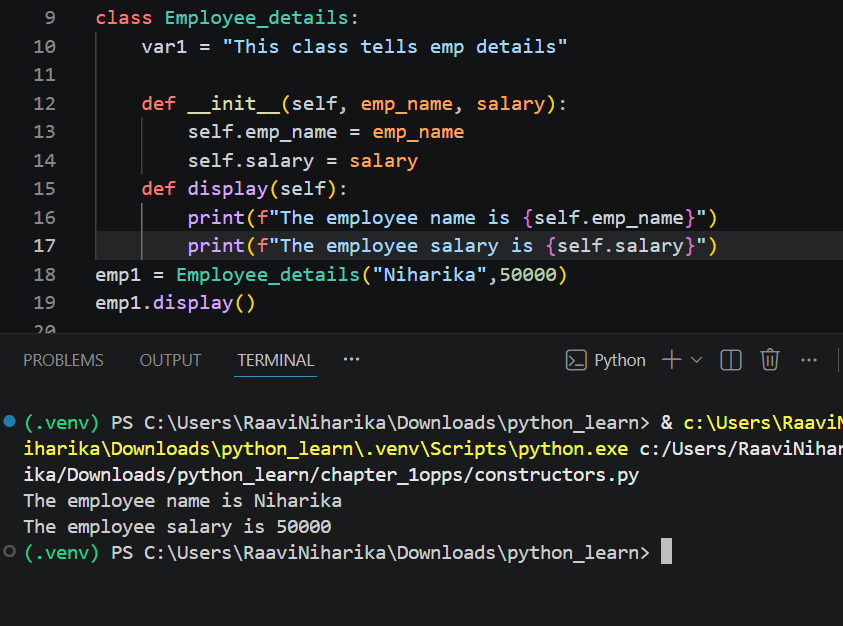 9 class Employee_details:
10     var1 = "This class tells emp details"
11
12     def __init__(self, emp_name, salary):
13         self.emp_name = emp_name
14         self.salary = salary
15     def display(self):
16         print(f"The employee name is {self.emp_name}")
17         print(f"The employee salary is {self.salary}")
18 emp1 = Employee_details("Niharika",50000)
19 emp1.display()
20
PROBLEMS OUTPUT TERMINAL ··· Python ···
(.venv) PS C:\Users\RaaviNiharika\Downloads\python_learn> & c:\Users\RaaviN
iharika\Downloads\python_learn\.venv\Scripts\python.exe c:/Users/RaaviNihar
ika/Downloads/python_learn/chapter_1opps/constructors.py
The employee name is Niharika
The employee salary is 50000
(.venv) PS C:\Users\RaaviNiharika\Downloads\python_learn>